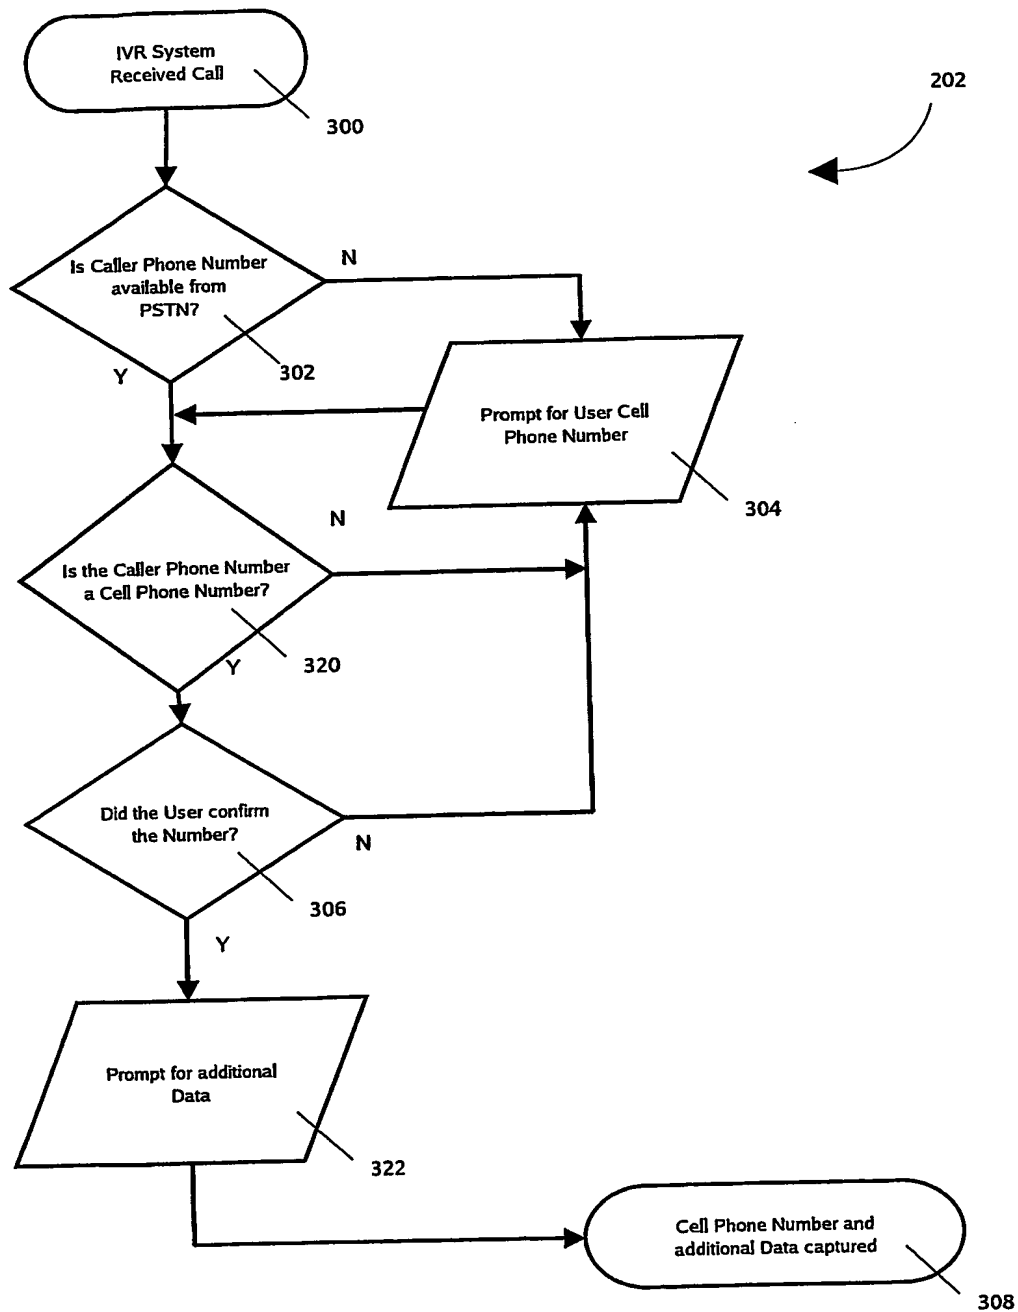 IVR System
Received Call
300
202
Is Caller Phone Number
available from
PSTN?
N
302
Y
Prompt for User Cell
Phone Number
304
N
Is the Caller Phone Number
a Cell Phone Number?
320
Y
Did the User confirm
the Number?
N
306
Y
Prompt for additional
Data
322
Cell Phone Number and
additional Data captured
308